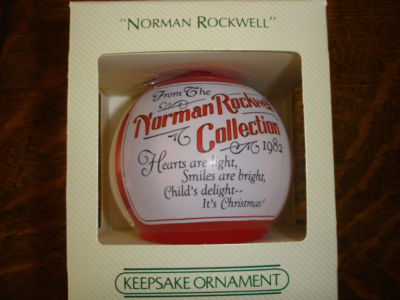 "NORMAN ROCKWELL"
From The
Norman Rockwell
Collection
1982
Hearts are light,
Smiles are bright,
Child's delight--
It's Christmas!
KEEPSAKE ORNAMENT